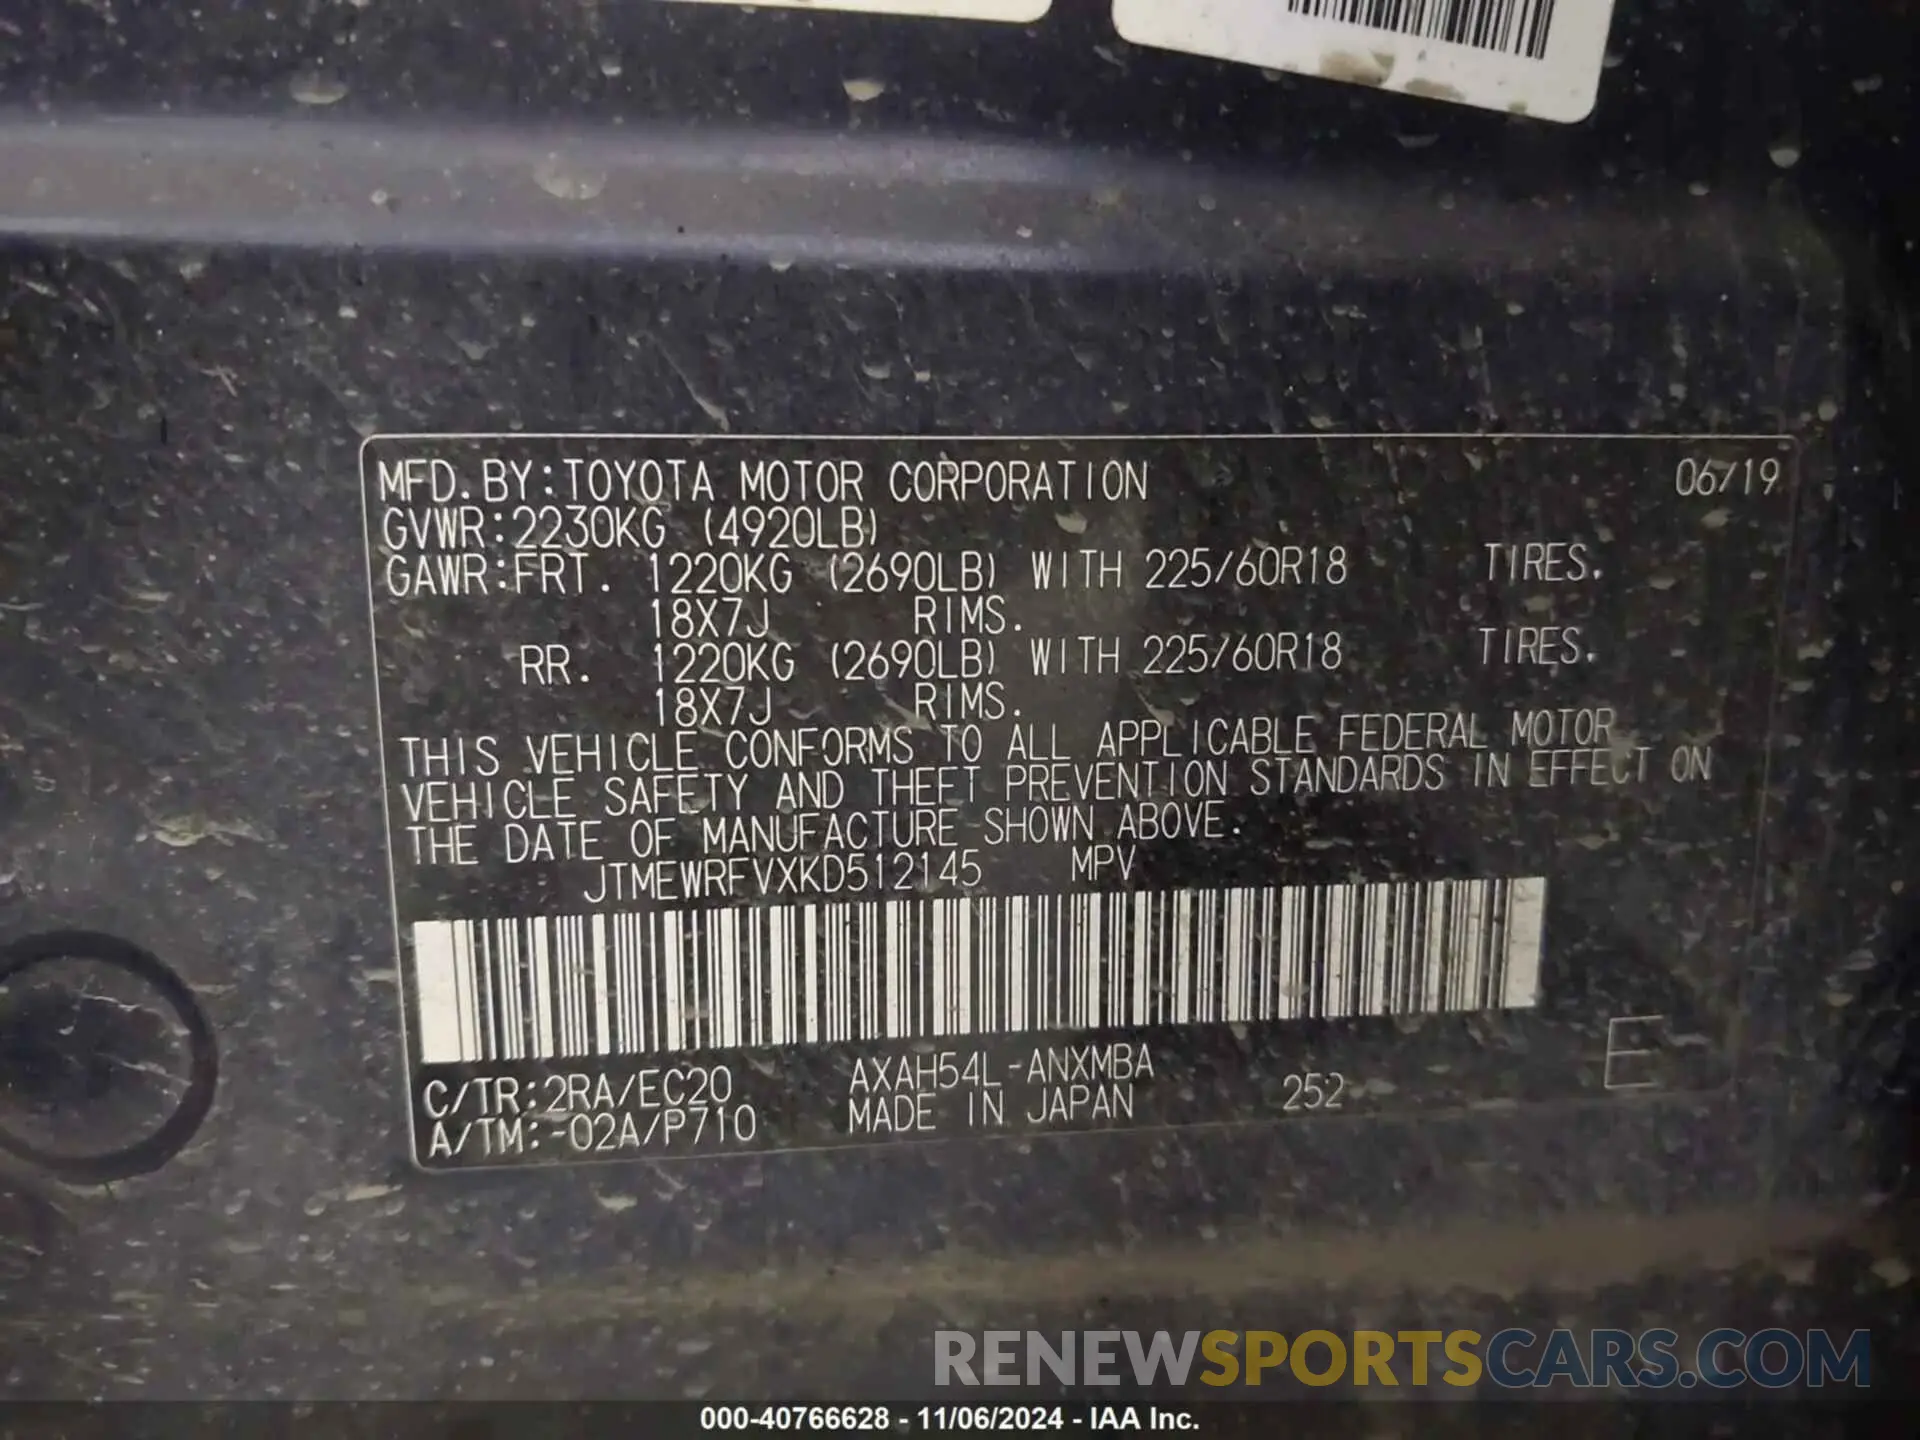 MFD. BY:TOYOTA MOTOR CORPORATION 06/19
GVWR:2230KG (4920LB)
GAWR:FRT. 1220KG (2690LB) WITH 225/60R18 TIRES.
18X7J RIMS.
RR. 1220KG (2690LB) WITH 225/60R18 TIRES.
18X7J RIMS.
THIS VEHICLE CONFORMS TO ALL APPLICABLE FEDERAL MOTOR
VEHICLE SAFETY AND THEFT PREVENTION STANDARDS IN EFFECT ON
THE DATE OF MANUFACTURE SHOWN ABOVE.
JTMEWRFVXKD512145 MPV
C/TR:2RA/EC20 AXAH54L-ANXMBA
A/TM:-02A/P710 MADE IN JAPAN 252 E
RENEWSPORTSCARS.COM
000-40766628 - 11/06/2024 - IAA Inc.